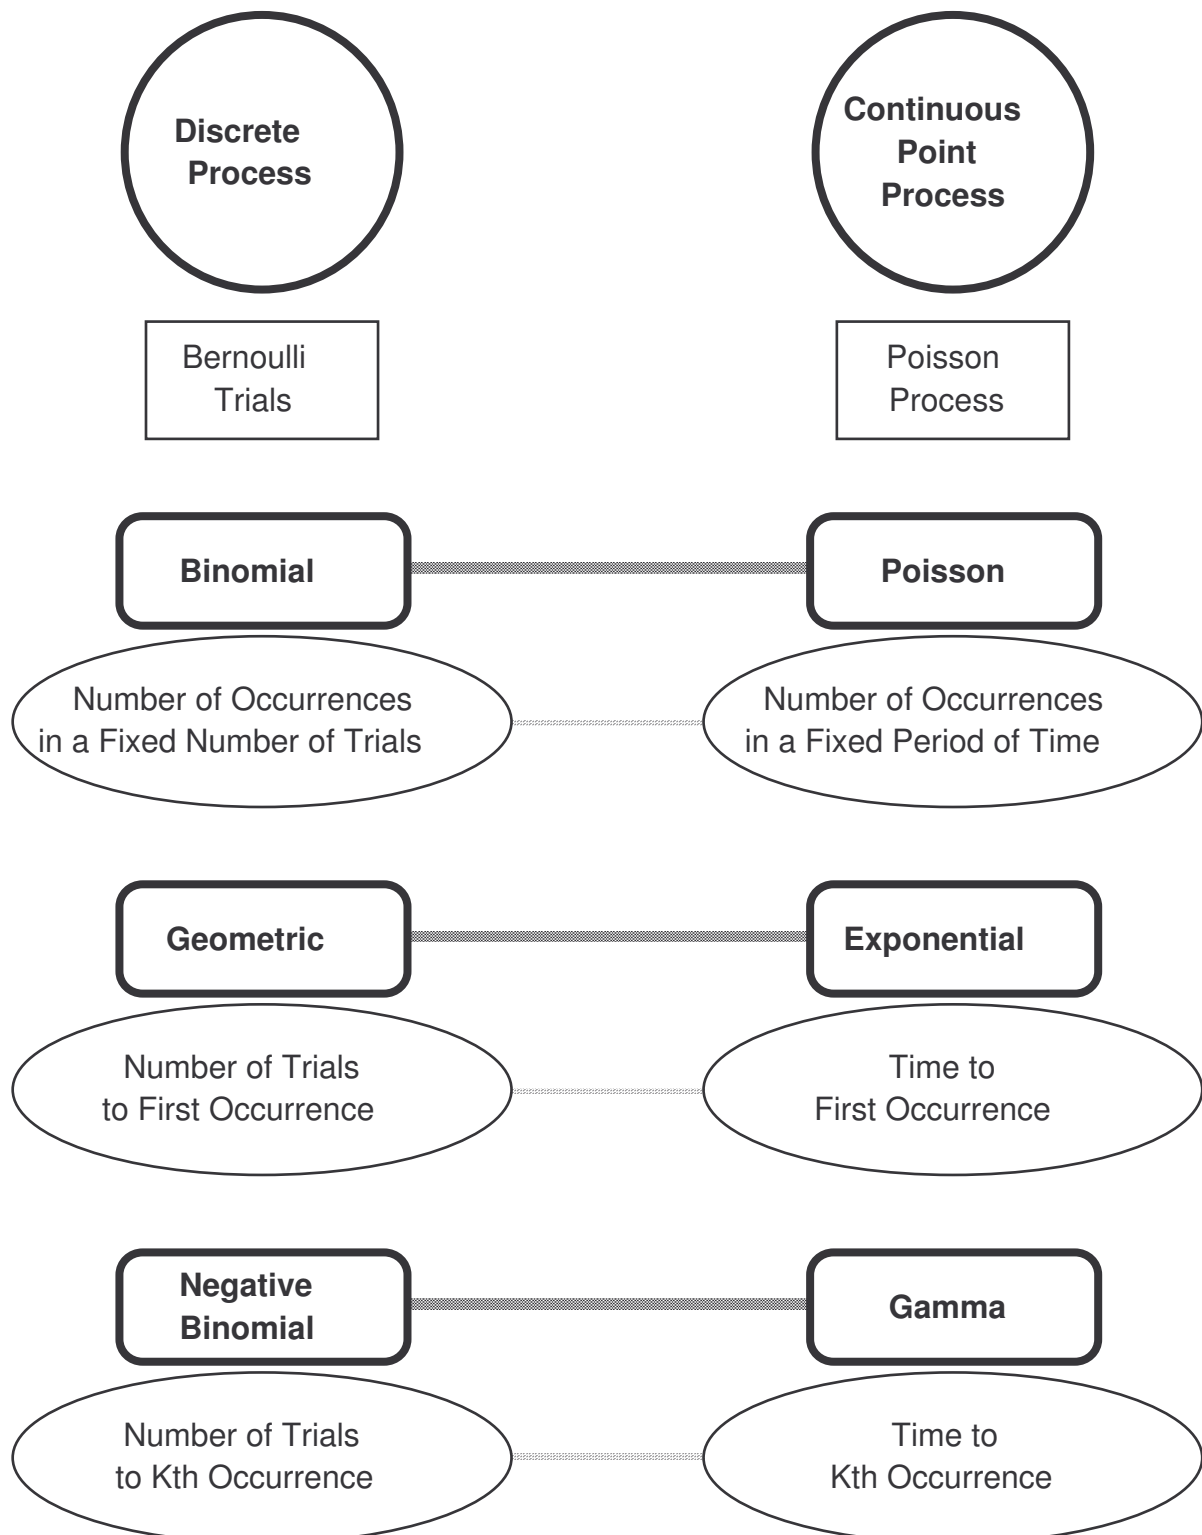 Discrete
Process
Continuous
Point
Process
Bernoulli
Trials
Poisson
Process
Binomial
Poisson
Number of Occurrences
in a Fixed Number of Trials
Number of Occurrences
in a Fixed Period of Time
Geometric
Exponential
Number of Trials
to First Occurrence
Time to
First Occurrence
Negative
Binomial
Gamma
Number of Trials
to Kth Occurrence
Time to
Kth Occurrence